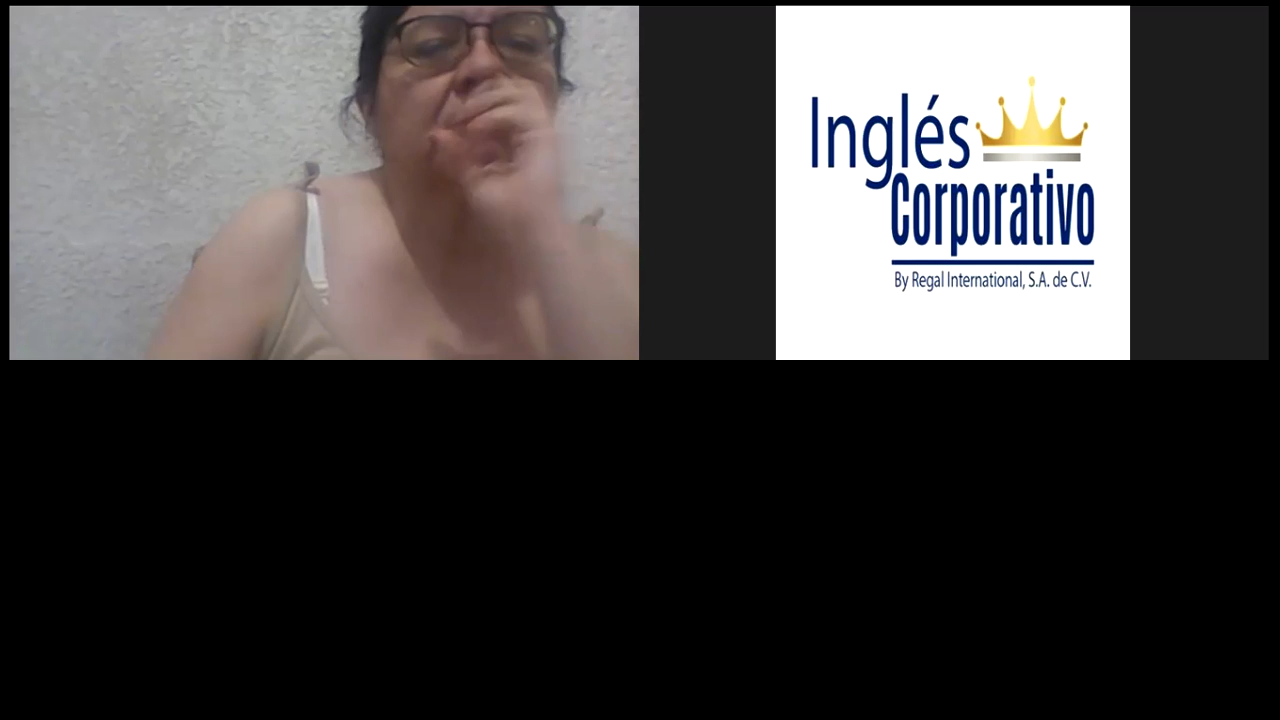 Inglés
Corporativo
By Regal International, S.A. de C.V.